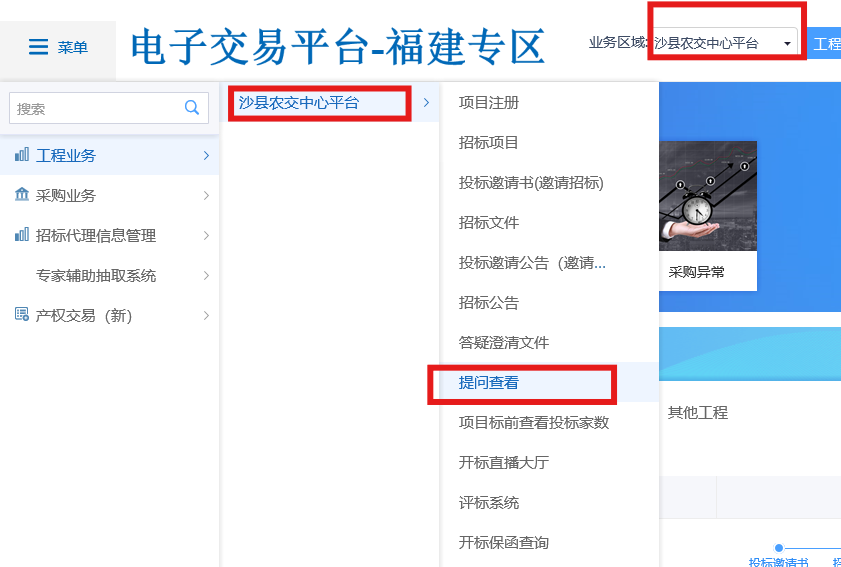 菜单
电子交易平台-福建专区
业务区域:
沙县农交中心平台
工程
搜索
工程业务
采购业务
招标代理信息管理
专家辅助抽取系统
产权交易（新）
沙县农交中心平台
项目注册
招标项目
投标邀请书(邀请招标)
招标文件
投标邀请公告（邀请...
招标公告
答疑澄清文件
提问查看
项目标前查看投标家数
开标直播大厅
评标系统
开标保函查询
采购异常
其他工程
投标邀请书